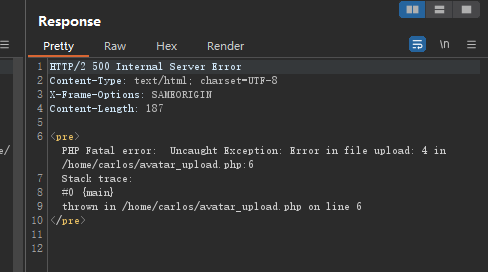 Response
Pretty Raw Hex Render \n
1 HTTP/2 500 Internal Server Error
2 Content-Type: text/html; charset=UTF-8
3 X-Frame-Options: SAMEORIGIN
4 Content-Length: 187
5
6 <pre>
PHP Fatal error:  Uncaught Exception: Error in file upload: 4 in
/home/carlos/avatar_upload.php:6
7 Stack trace:
8 #0 {main}
9 thrown in /home/carlos/avatar_upload.php on line 6
10 </pre>
11
12
e/